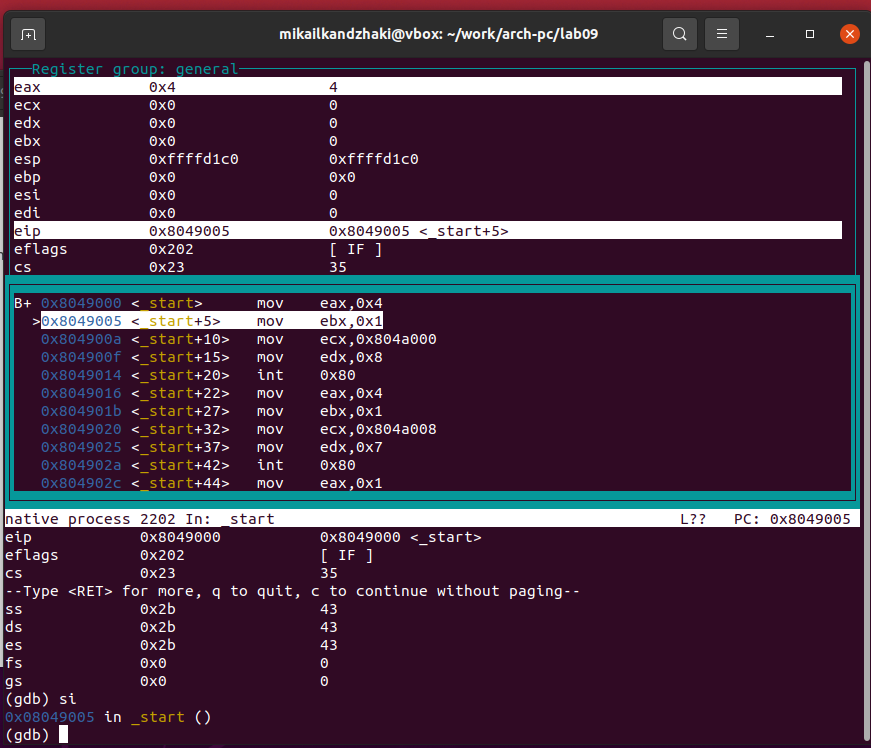 mikailkandzhaki@vbox: ~/work/arch-pc/lab09
Register group: general
eax 0x4 4
ecx 0x0 0
edx 0x0 0
ebx 0x0 0
esp 0xffffd1c0 0xffffd1c0
ebp 0x0 0x0
esi 0x0 0
edi 0x0 0
eip 0x8049005 0x8049005 <_start+5>
eflags 0x202 [ IF ]
cs 0x23 35
B+ 0x8049000 <_start> mov eax,0x4
>0x8049005 <_start+5> mov ebx,0x1
0x804900a <_start+10> mov ecx,0x804a000
0x804900f <_start+15> mov edx,0x8
0x8049014 <_start+20> int 0x80
0x8049016 <_start+22> mov eax,0x4
0x804901b <_start+27> mov ebx,0x1
0x8049020 <_start+32> mov ecx,0x804a008
0x8049025 <_start+37> mov edx,0x7
0x804902a <_start+42> int 0x80
0x804902c <_start+44> mov eax,0x1
native process 2202 In: _start L?? PC: 0x8049005
eip 0x8049000 0x8049000 <_start>
eflags 0x202 [ IF ]
cs 0x23 35
--Type <RET> for more, q to quit, c to continue without paging--
ss 0x2b 43
ds 0x2b 43
es 0x2b 43
fs 0x0 0
gs 0x0 0
(gdb) si
0x08049005 in _start ()
(gdb)